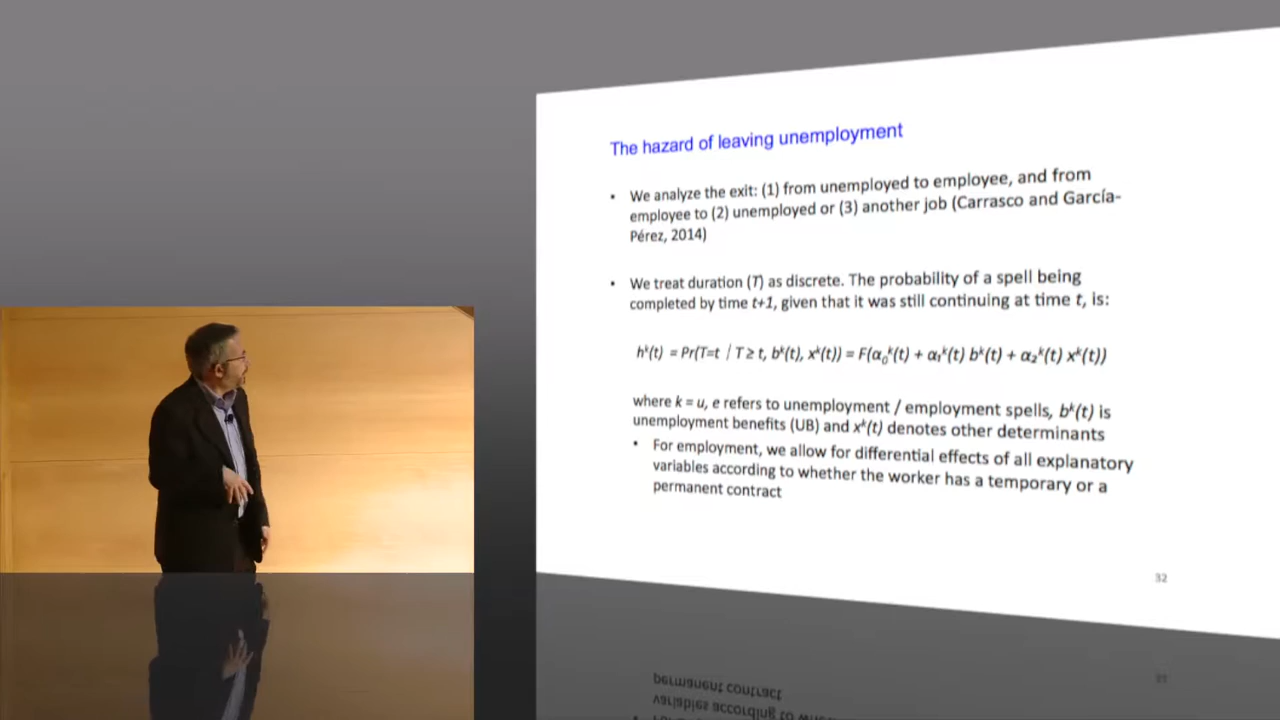 The hazard of leaving unemployment
• We analyze the exit: (1) from unemployed to employee, and from
employee to (2) unemployed or (3) another job (Carrasco and García-
Pérez, 2014)
• We treat duration (T) as discrete. The probability of a spell being
completed by time t+1, given that it was still continuing at time t, is:
hᵏ(t) = Pr(T=t | T ≥ t, bᵏ(t), xᵏ(t)) = F(α₀ᵏ(t) + α₁ᵏ(t) bᵏ(t) + α₂ᵏ(t) xᵏ(t))
where k = u, e refers to unemployment / employment spells, bᵏ(t) is
unemployment benefits (UB) and xᵏ(t) denotes other determinants
• For employment, we allow for differential effects of all explanatory
variables according to whether the worker has a temporary or a
permanent contract
32